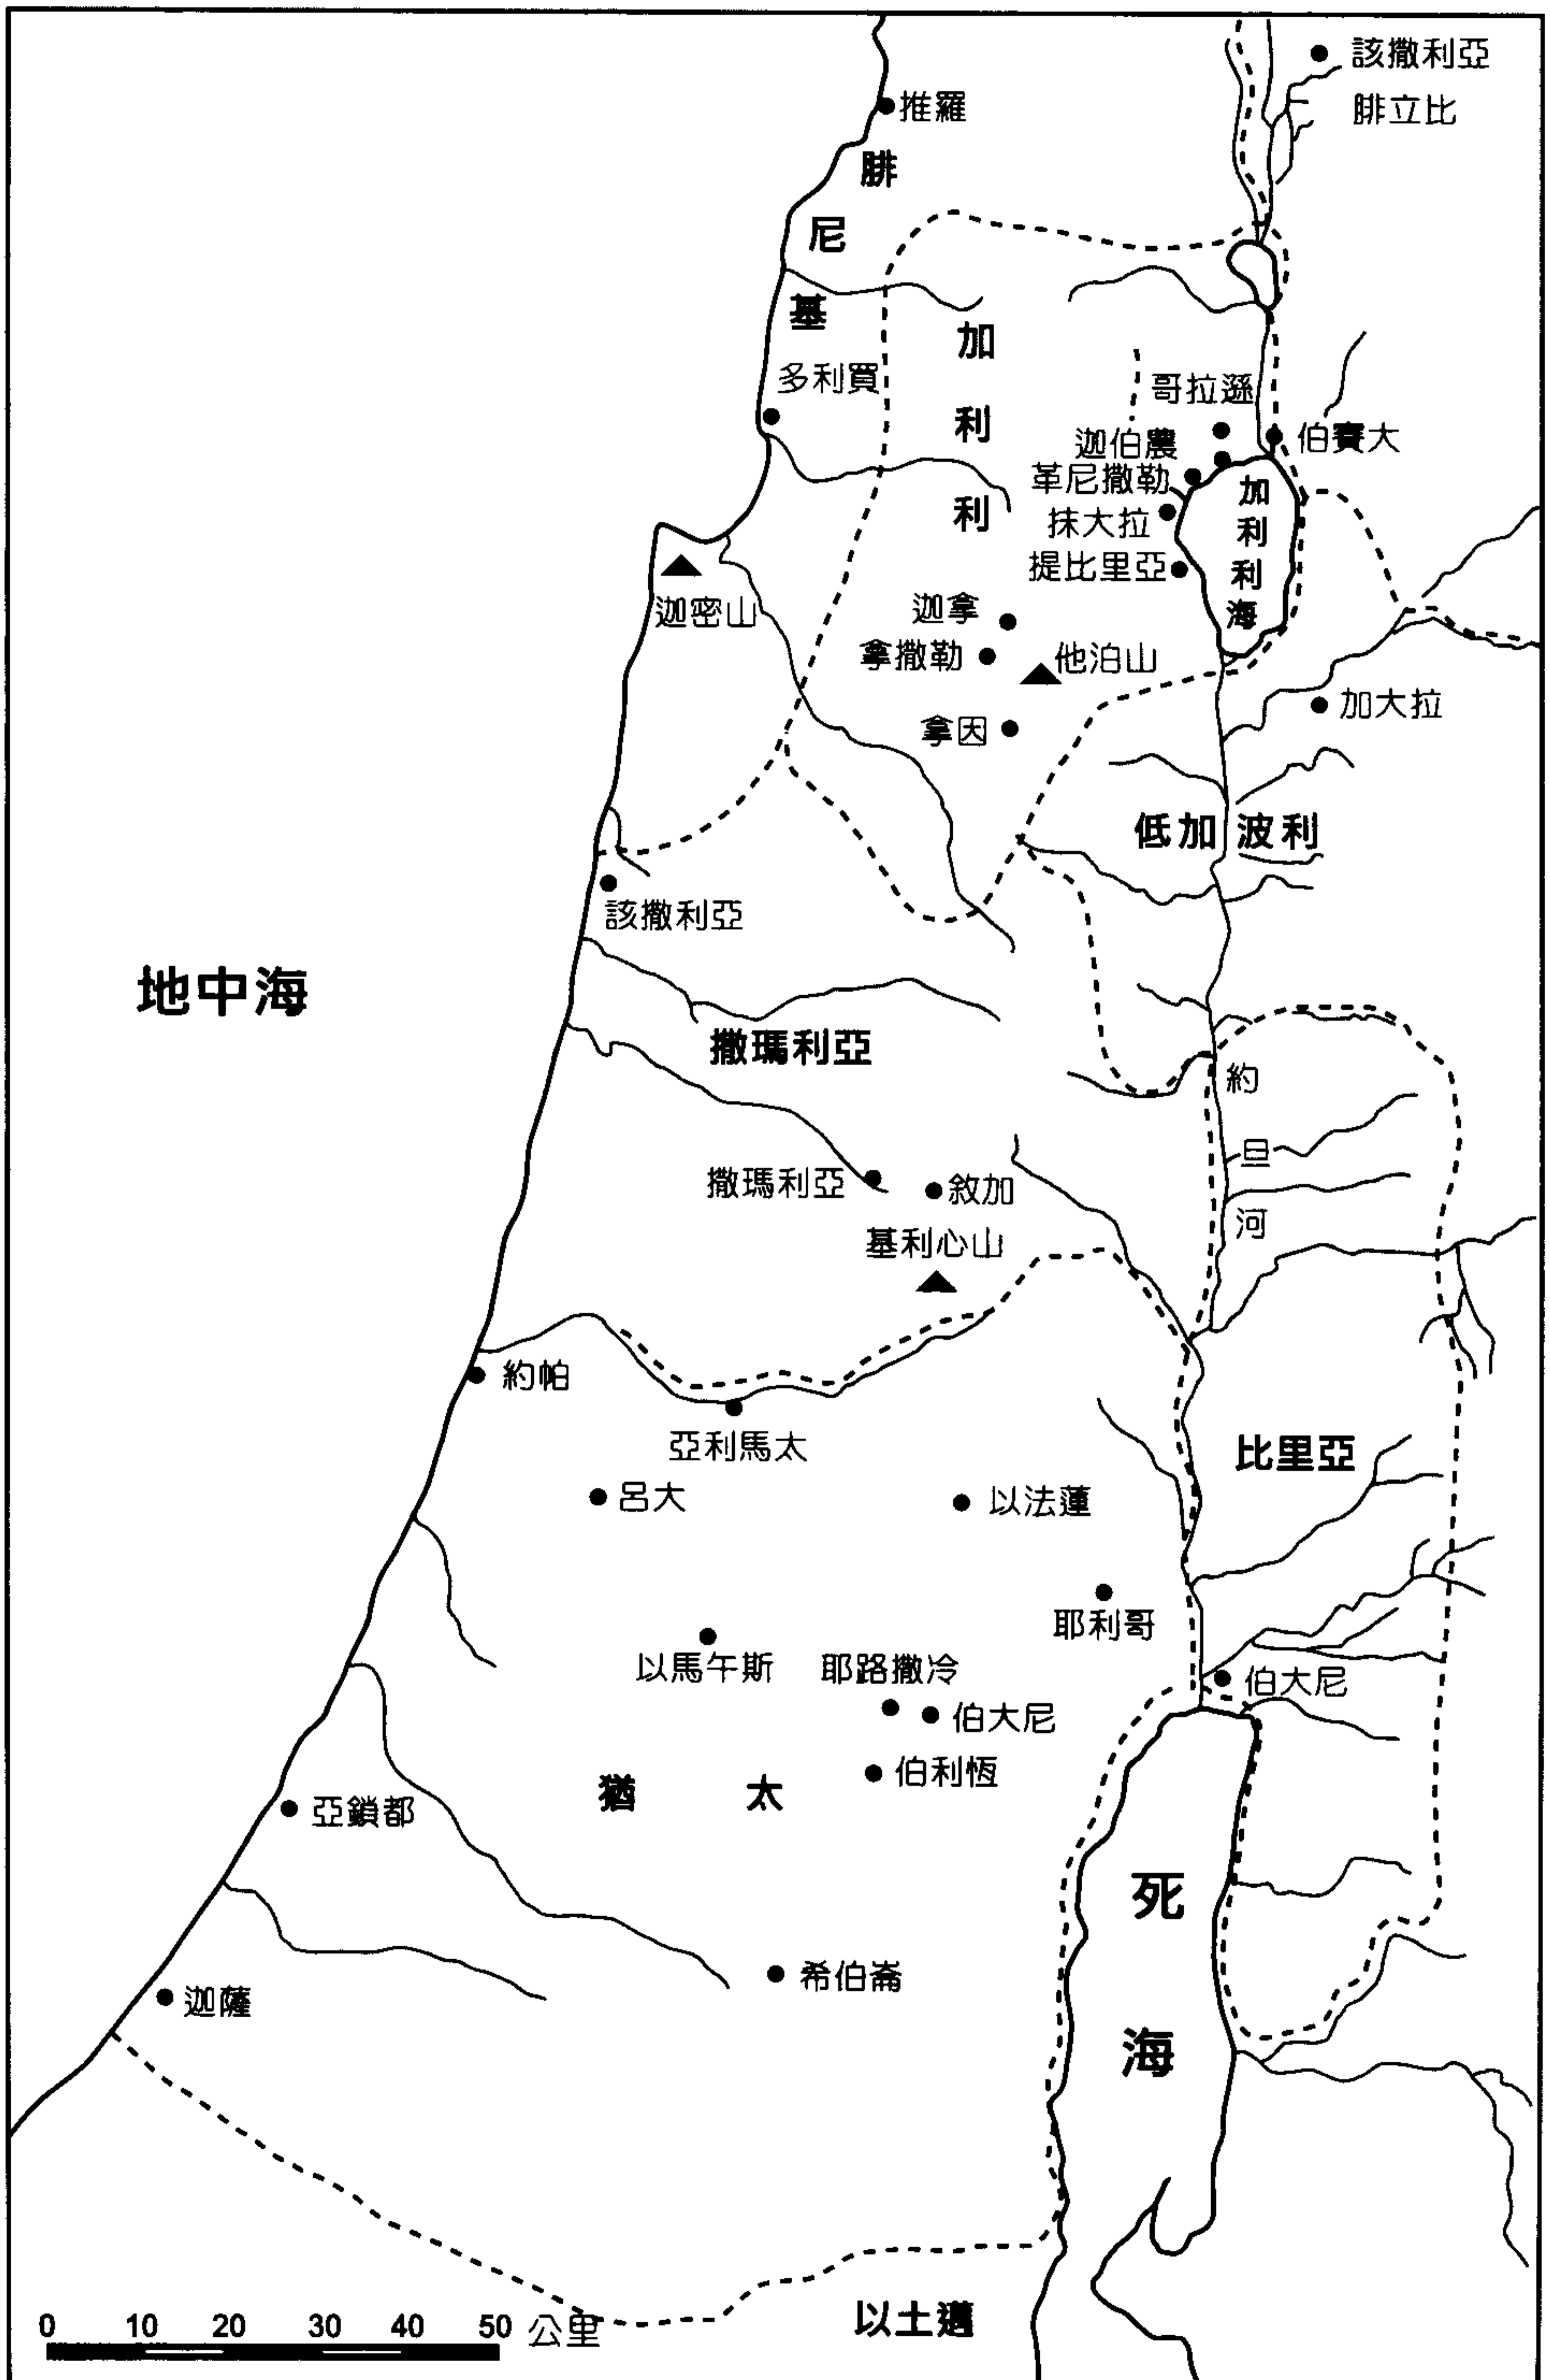 該撒利亞
腓立比
推羅
腓尼基
加利利
多利買
哥拉遜
迦伯農
伯賽大
革尼撒勒
加利利海
抹大拉
提比里亞
迦密山
迦拿
拿撒勒
他泊山
加大拉
拿因
低加波利
該撒利亞
地中海
撒瑪利亞
約旦河
撒瑪利亞
敘加
基利心山
約帕
亞利馬太
比里亞
呂大
以法蓮
耶利哥
以馬午斯
耶路撒冷
伯大尼
伯大尼
伯利恆
猶太
亞鎖都
死海
希伯崙
迦薩
以土邁
0 10 20 30 40 50 公里